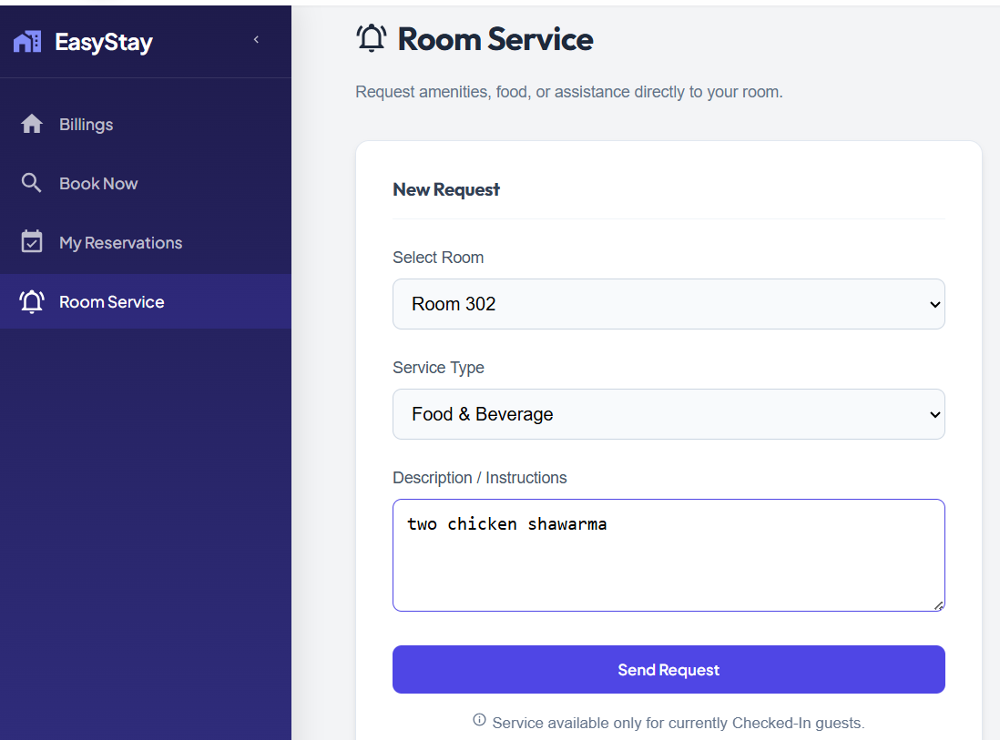 EasyStay
Billings
Book Now
My Reservations
Room Service
Room Service
Request amenities, food, or assistance directly to your room.
New Request
Select Room
Room 302
Service Type
Food & Beverage
Description / Instructions
two chicken shawarma
Send Request
Service available only for currently Checked-In guests.